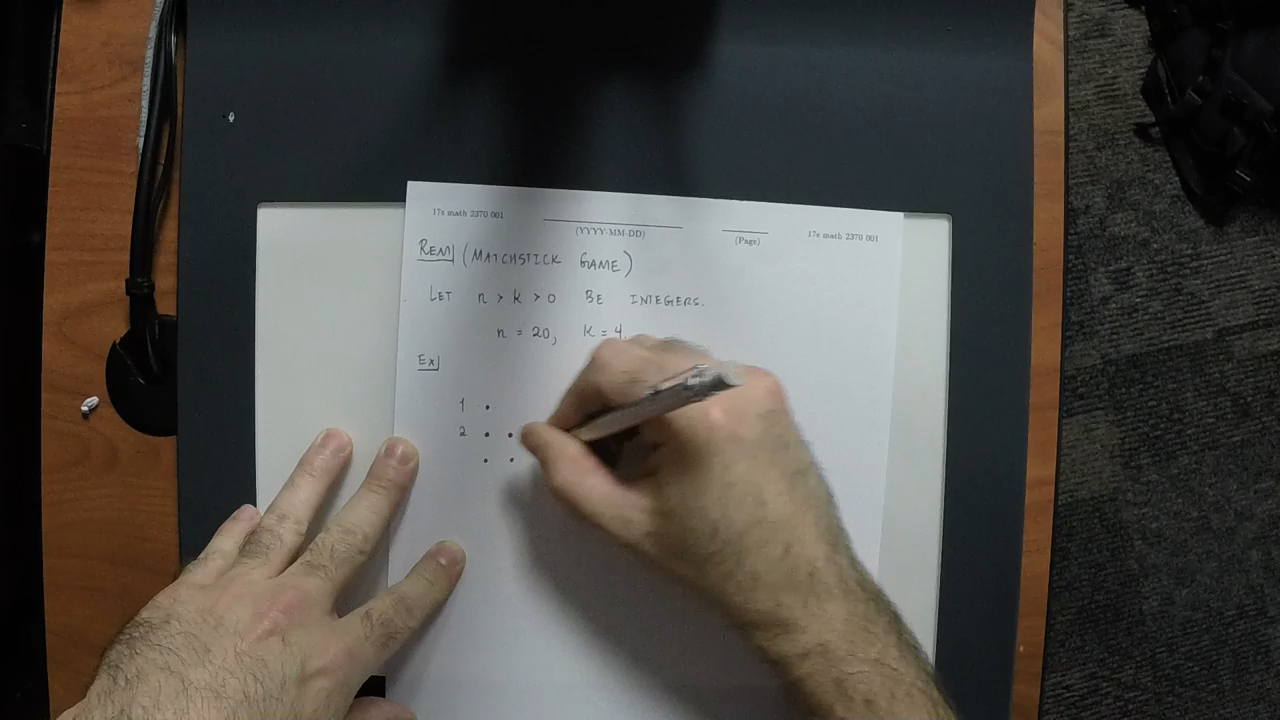 17s math 2370 001
(YYYY-MM-DD)
(Page)
17s math 2370 001
REM (MATCHSTICK GAME)
LET n > k > 0 BE INTEGERS.
n = 20, k = 4.
EX
1
2